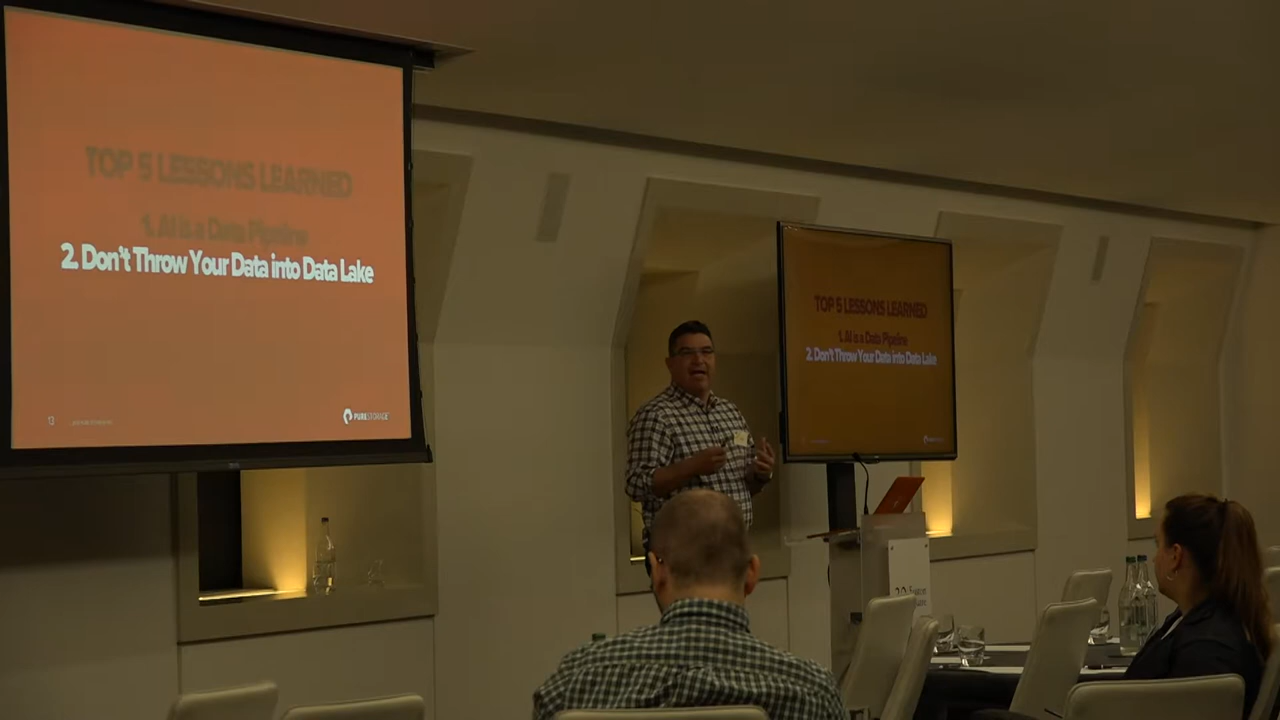 TOP 5 LESSONS LEARNED
1. AI is a Data Pipeline
2. Don't Throw Your Data into Data Lake
13
PURESTORAGE
TOP 5 LESSONS LEARNED
1. AI is a Data Pipeline
2. Don't Throw Your Data into Data Lake